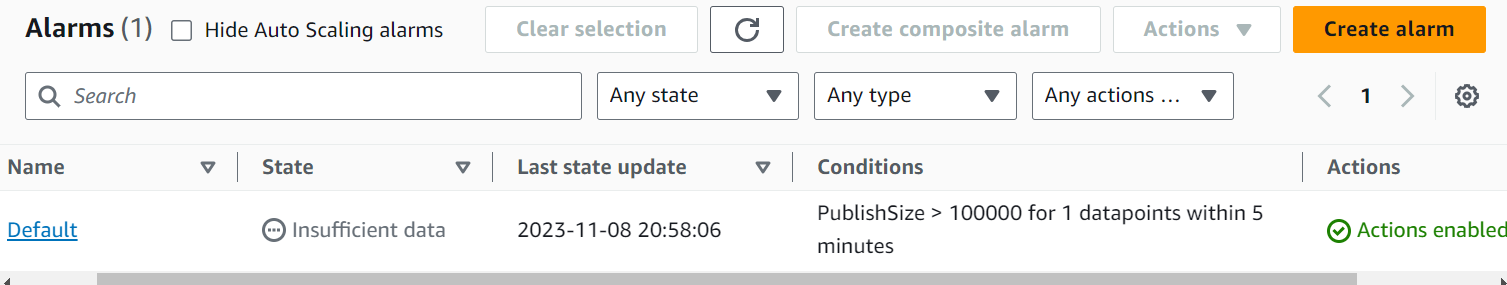 Alarms (1) Hide Auto Scaling alarms Clear selection Create composite alarm Actions Create alarm
Search Any state Any type Any actions ... 1
Name State Last state update Conditions Actions
Default Insufficient data 2023-11-08 20:58:06 PublishSize > 100000 for 1 datapoints within 5 Actions enabled
minutes